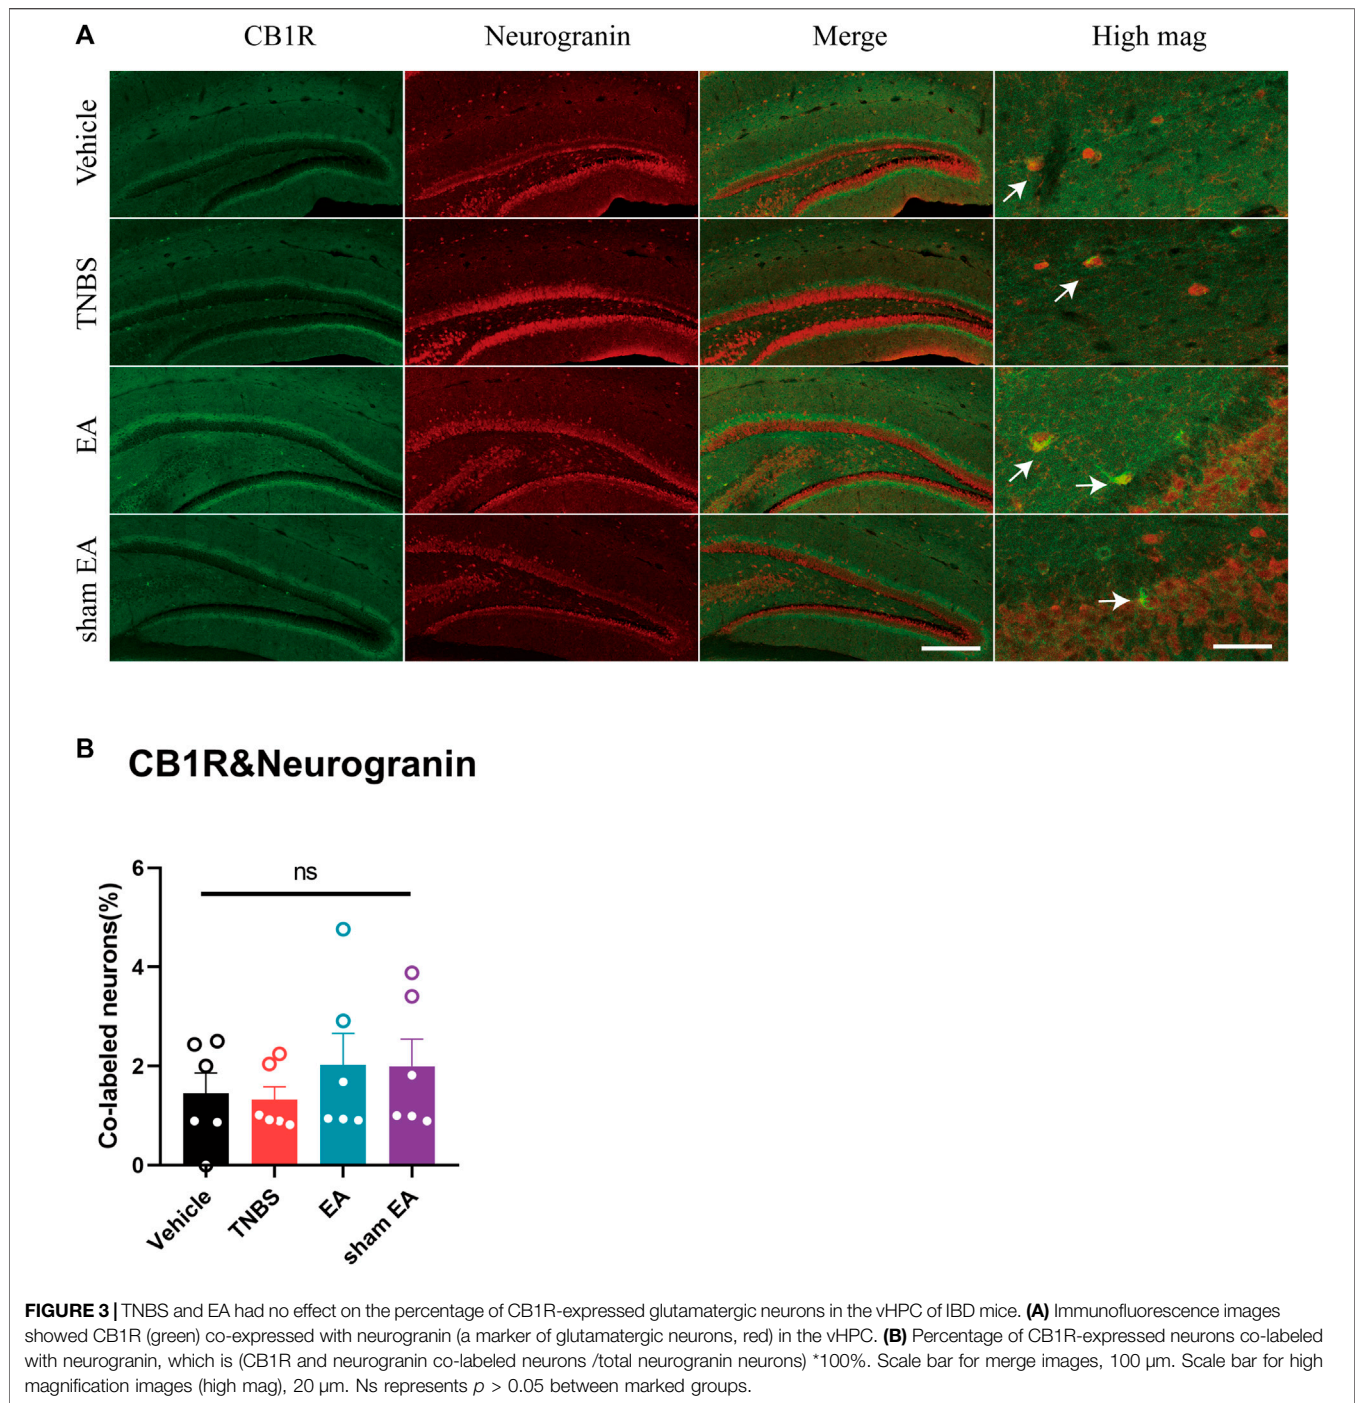 A
CB1R Neurogranin Merge High mag
Vehicle
TNBS
EA
sham EA
B
CB1R&Neurogranin
Co-labeled neurons(%)
6
4
2
0
ns
Vehicle TNBS EA sham EA
FIGURE 3 | TNBS and EA had no effect on the percentage of CB1R-expressed glutamatergic neurons in the vHPC of IBD mice. (A) Immunofluorescence images
showed CB1R (green) co-expressed with neurogranin (a marker of glutamatergic neurons, red) in the vHPC. (B) Percentage of CB1R-expressed neurons co-labeled
with neurogranin, which is (CB1R and neurogranin co-labeled neurons /total neurogranin neurons) *100%. Scale bar for merge images, 100 μm. Scale bar for high
magnification images (high mag), 20 μm. Ns represents p > 0.05 between marked groups.